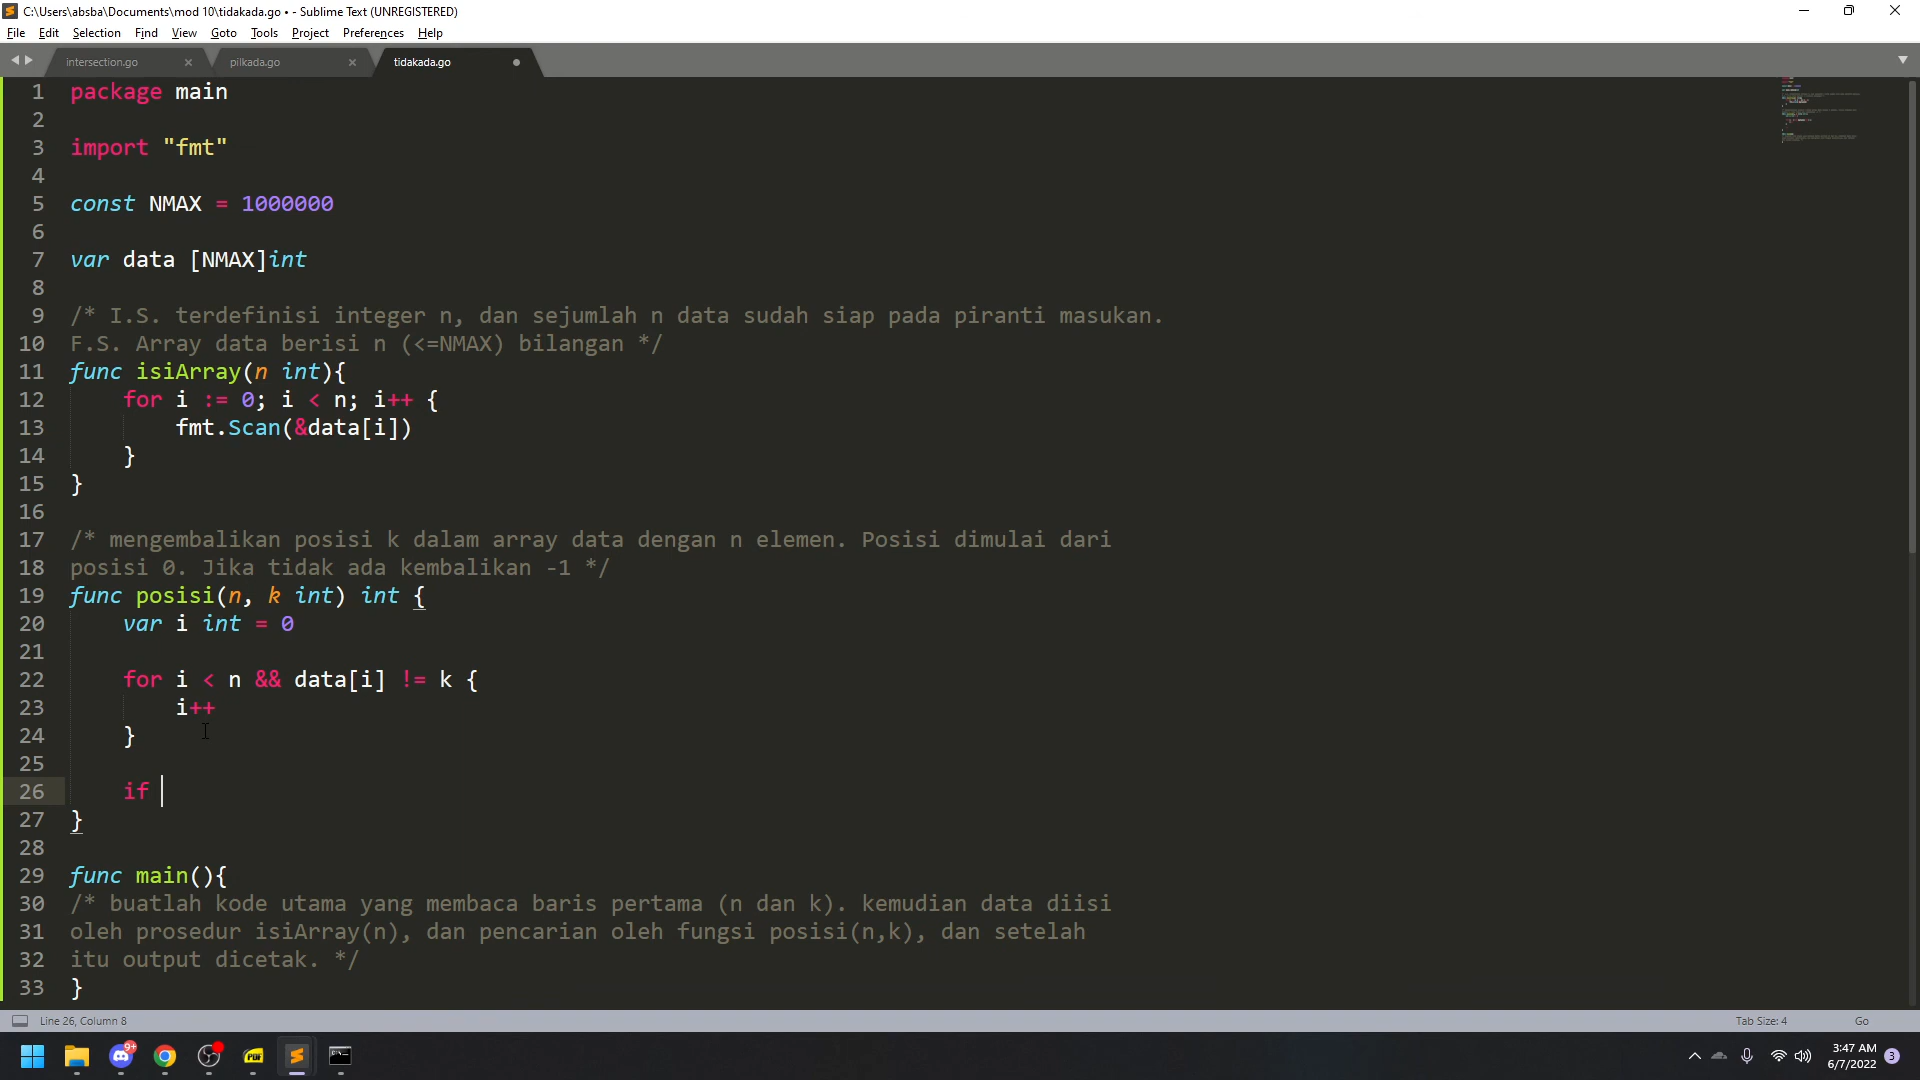 C:\Users\absba\Documents\mod 10\tidakada.go • - Sublime Text (UNREGISTERED)
File Edit Selection Find View Goto Tools Project Preferences Help
intersection.go × pilkada.go × tidakada.go
1 package main
2
3 import "fmt"
4
5 const NMAX = 1000000
6
7 var data [NMAX]int
8
9 /* I.S. terdefinisi integer n, dan sejumlah n data sudah siap pada piranti masukan.
10 F.S. Array data berisi n (<=NMAX) bilangan */
11 func isiArray(n int){
12 for i := 0; i < n; i++ {
13 fmt.Scan(&data[i])
14 }
15 }
16
17 /* mengembalikan posisi k dalam array data dengan n elemen. Posisi dimulai dari
18 posisi 0. Jika tidak ada kembalikan -1 */
19 func posisi(n, k int) int {
20 var i int = 0
21
22 for i < n && data[i] != k {
23 i++
24 }
25
26 if
27 }
28
29 func main(){
30 /* buatlah kode utama yang membaca baris pertama (n dan k). kemudian data diisi
31 oleh prosedur isiArray(n), dan pencarian oleh fungsi posisi(n,k), dan setelah
32 itu output dicetak. */
33 }
Line 26, Column 8 Tab Size: 4 Go
9+ PDF 3:47 AM 3
6/7/2022